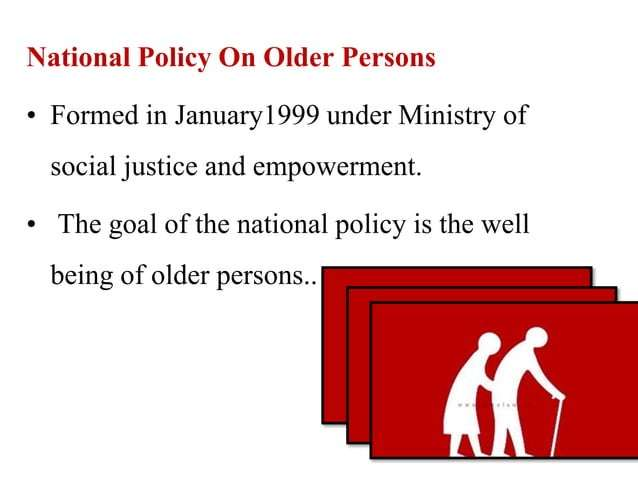 National Policy On Older Persons
• Formed in January1999 under Ministry of
social justice and empowerment.
• The goal of the national policy is the well
being of older persons..